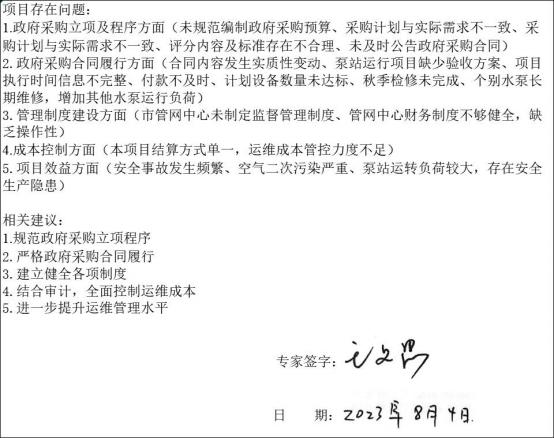 项目存在问题:
1.政府采购立项及程序方面（未规范编制政府采购预算、采购计划与实际需求不一致、采
购计划与实际需求不一致、评分内容及标准存在不合理、未及时公告政府采购合同）
2.政府采购合同履行方面（合同内容发生实质性变动、泵站运行项目缺少验收方案、项目
执行时间信息不完整、付款不及时、计划设备数量未达标、秋季检修未完成、个别水泵长
期维修，增加其他水泵运行负荷）
3.管理制度建设方面（市管网中心未制定监督管理制度、管网中心财务制度不够健全，缺
乏操作性）
4.成本控制方面（本项目结算方式单一，运维成本管控力度不足）
5.项目效益方面（安全事故发生频繁、空气二次污染严重、泵站运转负荷较大，存在安全
生产隐患）
相关建议:
1.规范政府采购立项程序
2.严格政府采购合同履行
3.建立健全各项制度
4.结合审计，全面控制运维成本
5.进一步提升运维管理水平
专家签字:
日 期: 2023年8月4日.